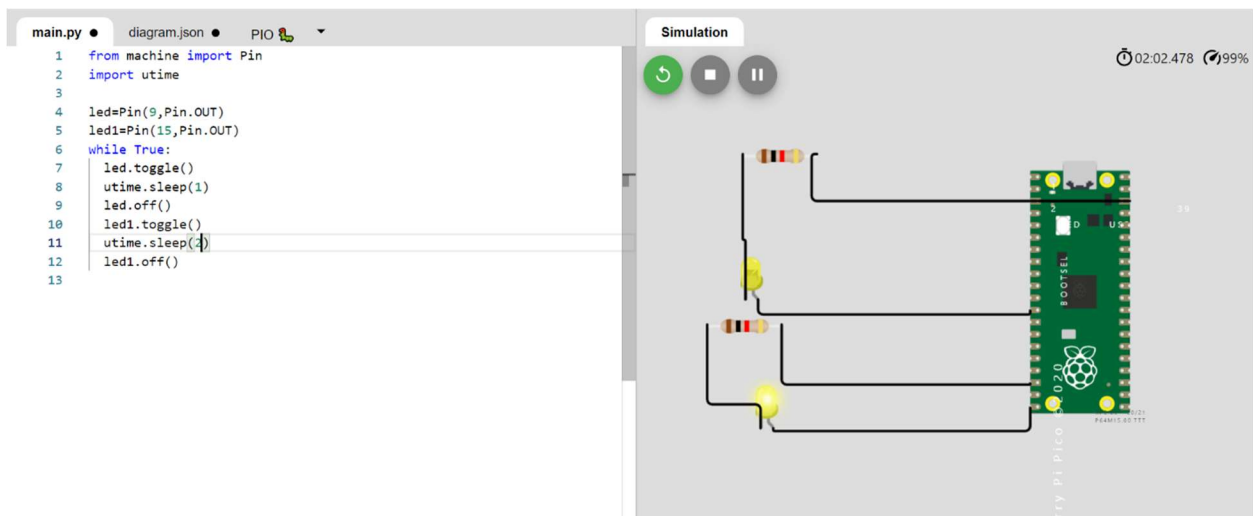 main.py ● diagram.json ● PIO
Simulation
02:02.478 99%
1 from machine import Pin
2 import utime
3
4 led=Pin(9,Pin.OUT)
5 led1=Pin(15,Pin.OUT)
6 while True:
7 led.toggle()
8 utime.sleep(1)
9 led.off()
10 led1.toggle()
11 utime.sleep(2)
12 led1.off()
13
2
39
BOOTSEL